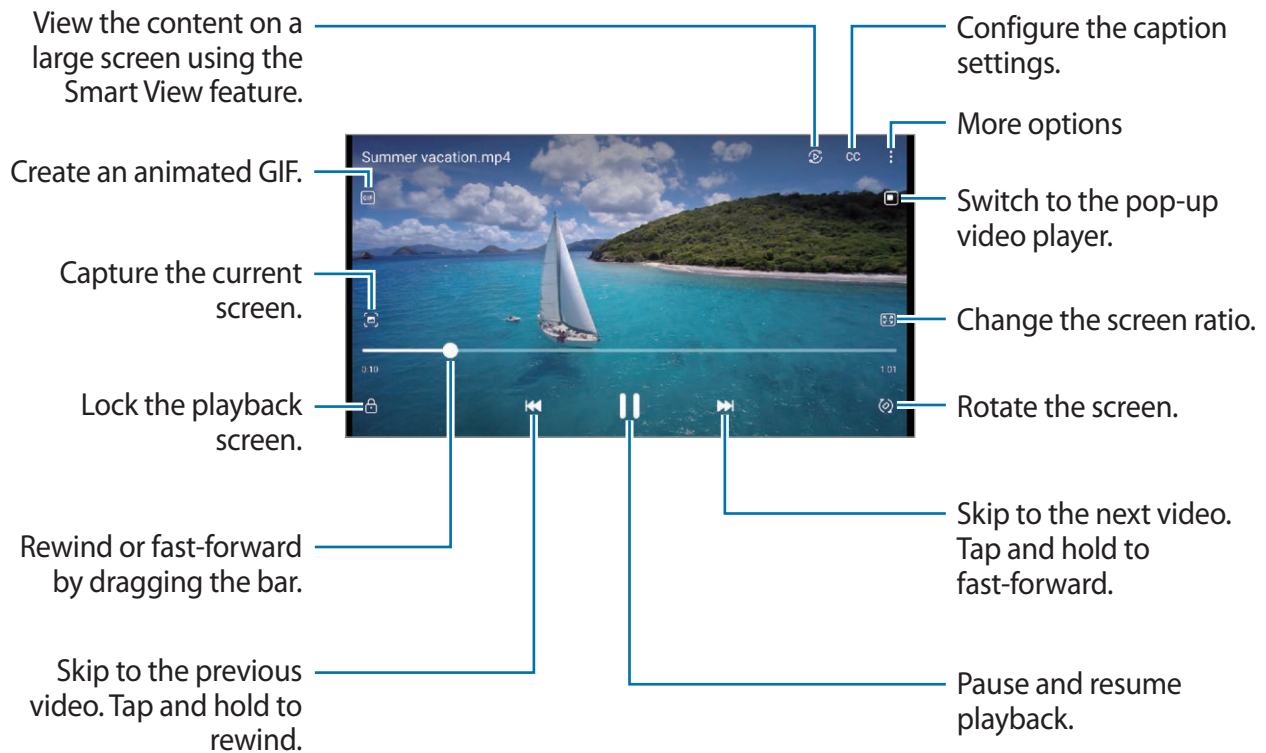 View the content on a
large screen using the
Smart View feature.
Create an animated GIF.
Capture the current
screen.
Lock the playback
screen.
Rewind or fast-forward
by dragging the bar.
Skip to the previous
video. Tap and hold to
rewind.
Summer vacation.mp4
CC
GIF
0:10
1:01
Configure the caption
settings.
More options
Switch to the pop-up
video player.
Change the screen ratio.
Rotate the screen.
Skip to the next video.
Tap and hold to
fast-forward.
Pause and resume
playback.